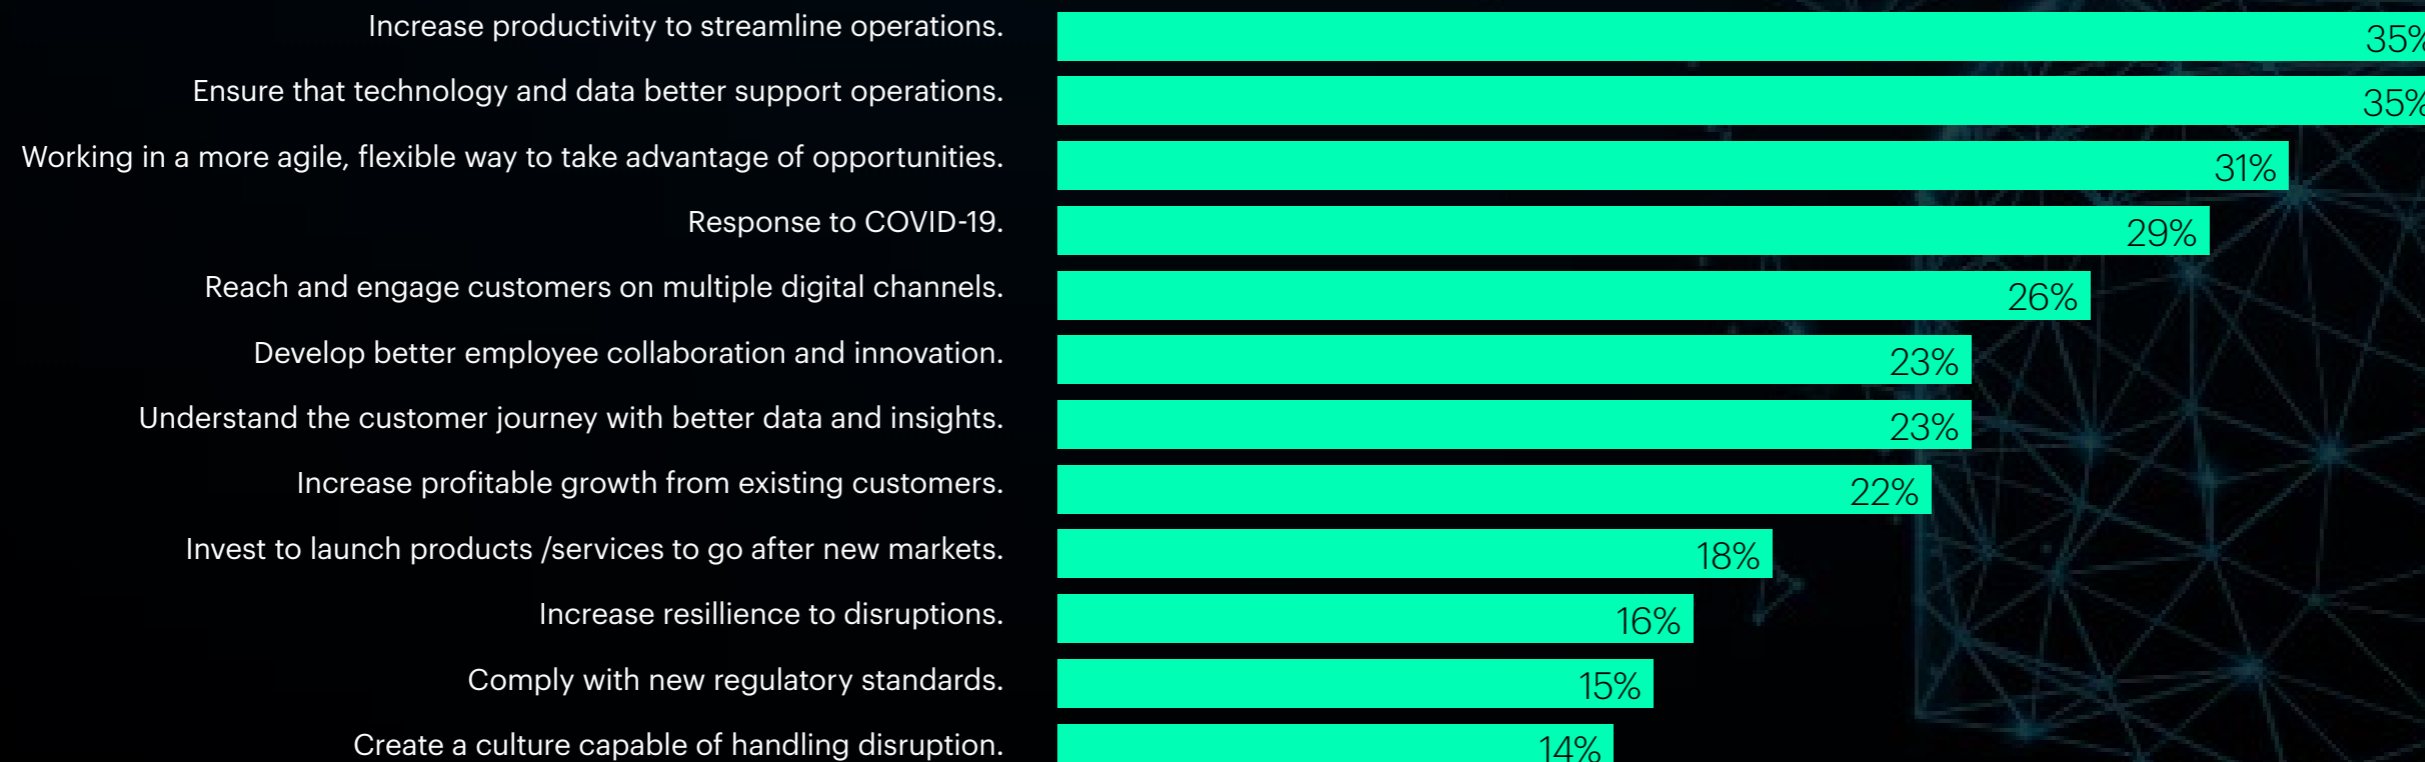 Increase productivity to streamline operations. 35%
Ensure that technology and data better support operations. 35%
Working in a more agile, flexible way to take advantage of opportunities. 31%
Response to COVID-19. 29%
Reach and engage customers on multiple digital channels. 26%
Develop better employee collaboration and innovation. 23%
Understand the customer journey with better data and insights. 23%
Increase profitable growth from existing customers. 22%
Invest to launch products /services to go after new markets. 18%
Increase resillience to disruptions. 16%
Comply with new regulatory standards. 15%
Create a culture capable of handling disruption. 14%